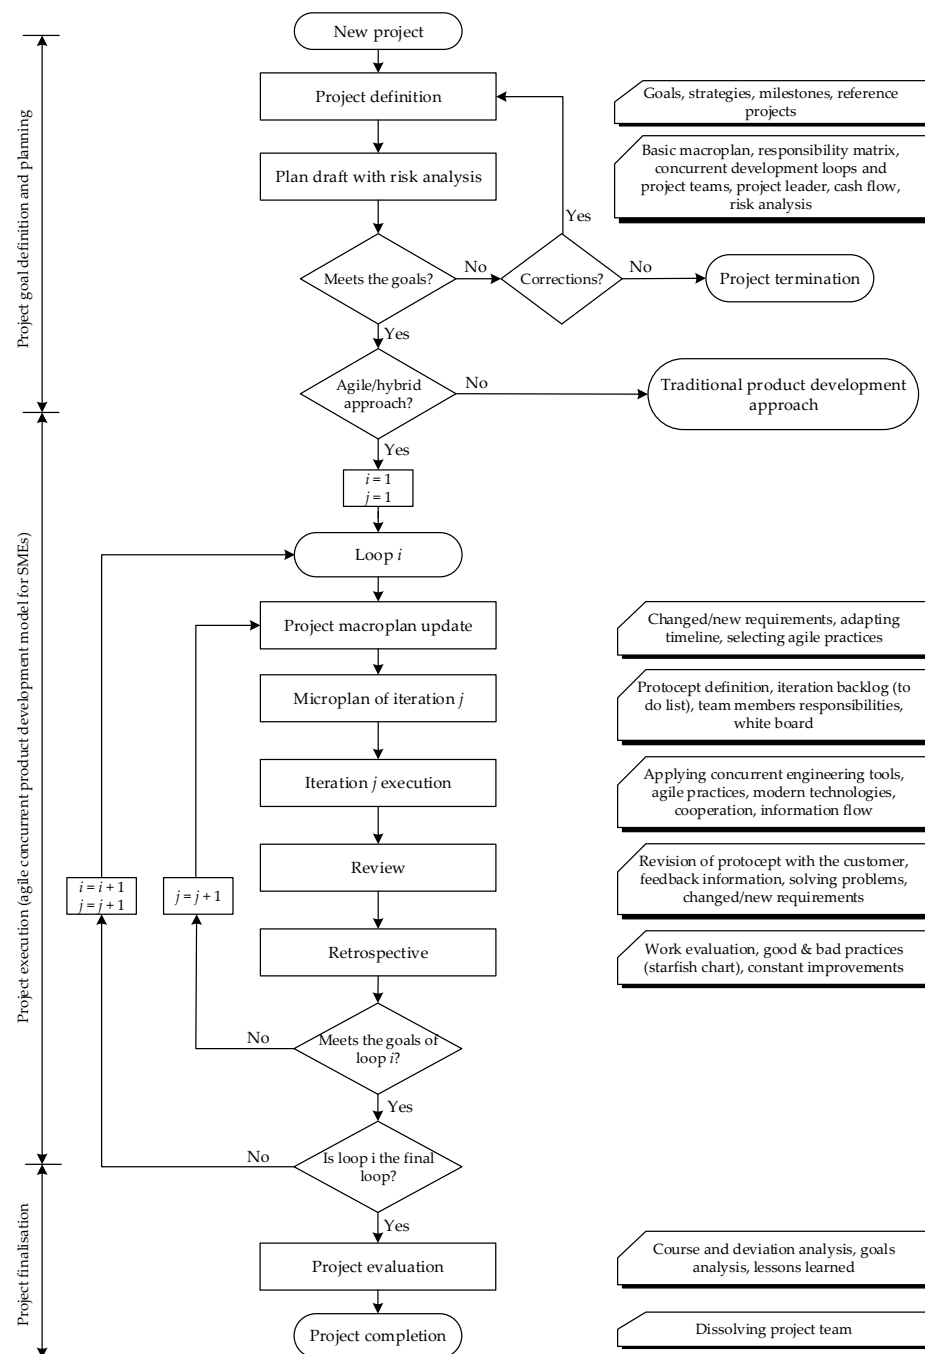 New project
Project definition
Goals, strategies, milestones, reference
projects
Plan draft with risk analysis
Basic macroplan, responsibility matrix,
concurrent development loops and
project teams, project leader, cash flow,
risk analysis
Yes
Meets the goals?
No
Corrections?
No
Project termination
Yes
Agile/hybrid
approach?
No
Traditional product development
approach
Yes
Project goal definition and planning
i = 1
j = 1
Loop i
Project macroplan update
Changed/new requirements, adapting
timeline, selecting agile practices
Microplan of iteration j
Protocept definition, iteration backlog (to
do list), team members responsibilities,
white board
Iteration j execution
Applying concurrent engineering tools,
agile practices, modern technologies,
cooperation, information flow
Review
Revision of protocept with the customer,
feedback information, solving problems,
changed/new requirements
i = i + 1
j = j + 1
j = j + 1
Retrospective
Work evaluation, good & bad practices
(starfish chart), constant improvements
No
Meets the goals of
loop i?
Yes
Project execution (agile concurrent product development model for SMEs)
No
Is loop i the final
loop?
Yes
Project evaluation
Course and deviation analysis, goals
analysis, lessons learned
Project completion
Dissolving project team
Project finalisation